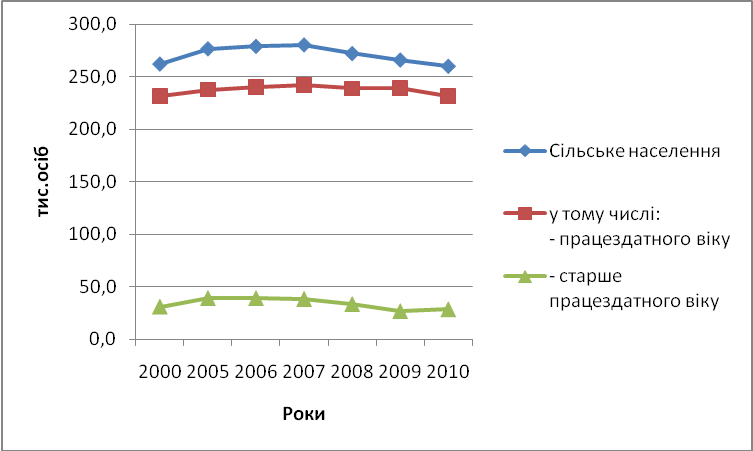 300,0
250,0
200,0
150,0
100,0
50,0
0,0
тис.осіб
2000 2005 2006 2007 2008 2009 2010
Роки
Сільське населення
у тому числі:
- працездатного віку
- старше
працездатного віку